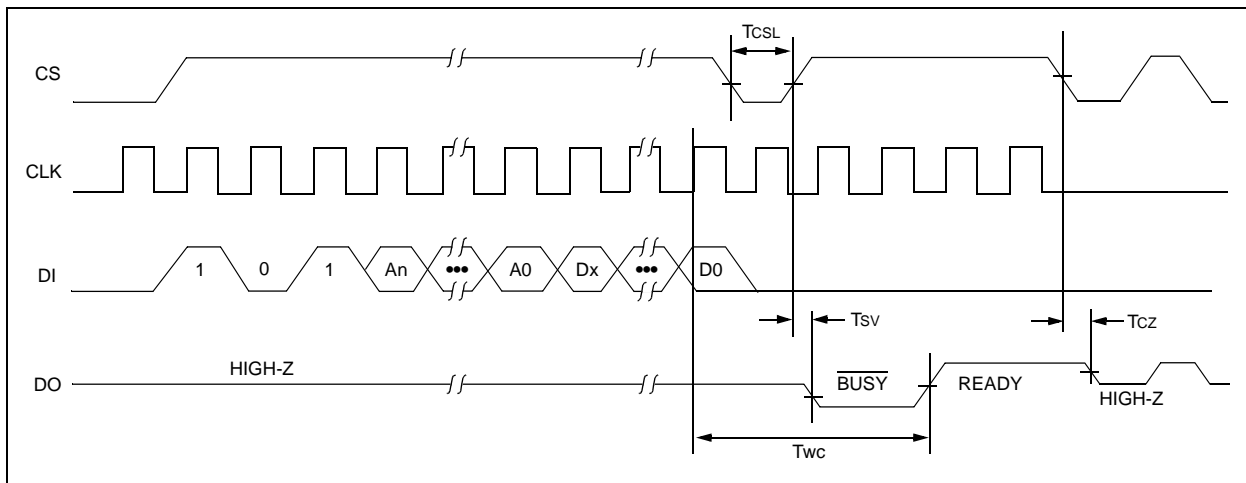 TCSL
CS
CLK
DI
1 0 1 An ••• A0 Dx ••• D0
TSV
TCZ
DO
HIGH-Z
BUSY
READY
HIGH-Z
Twc